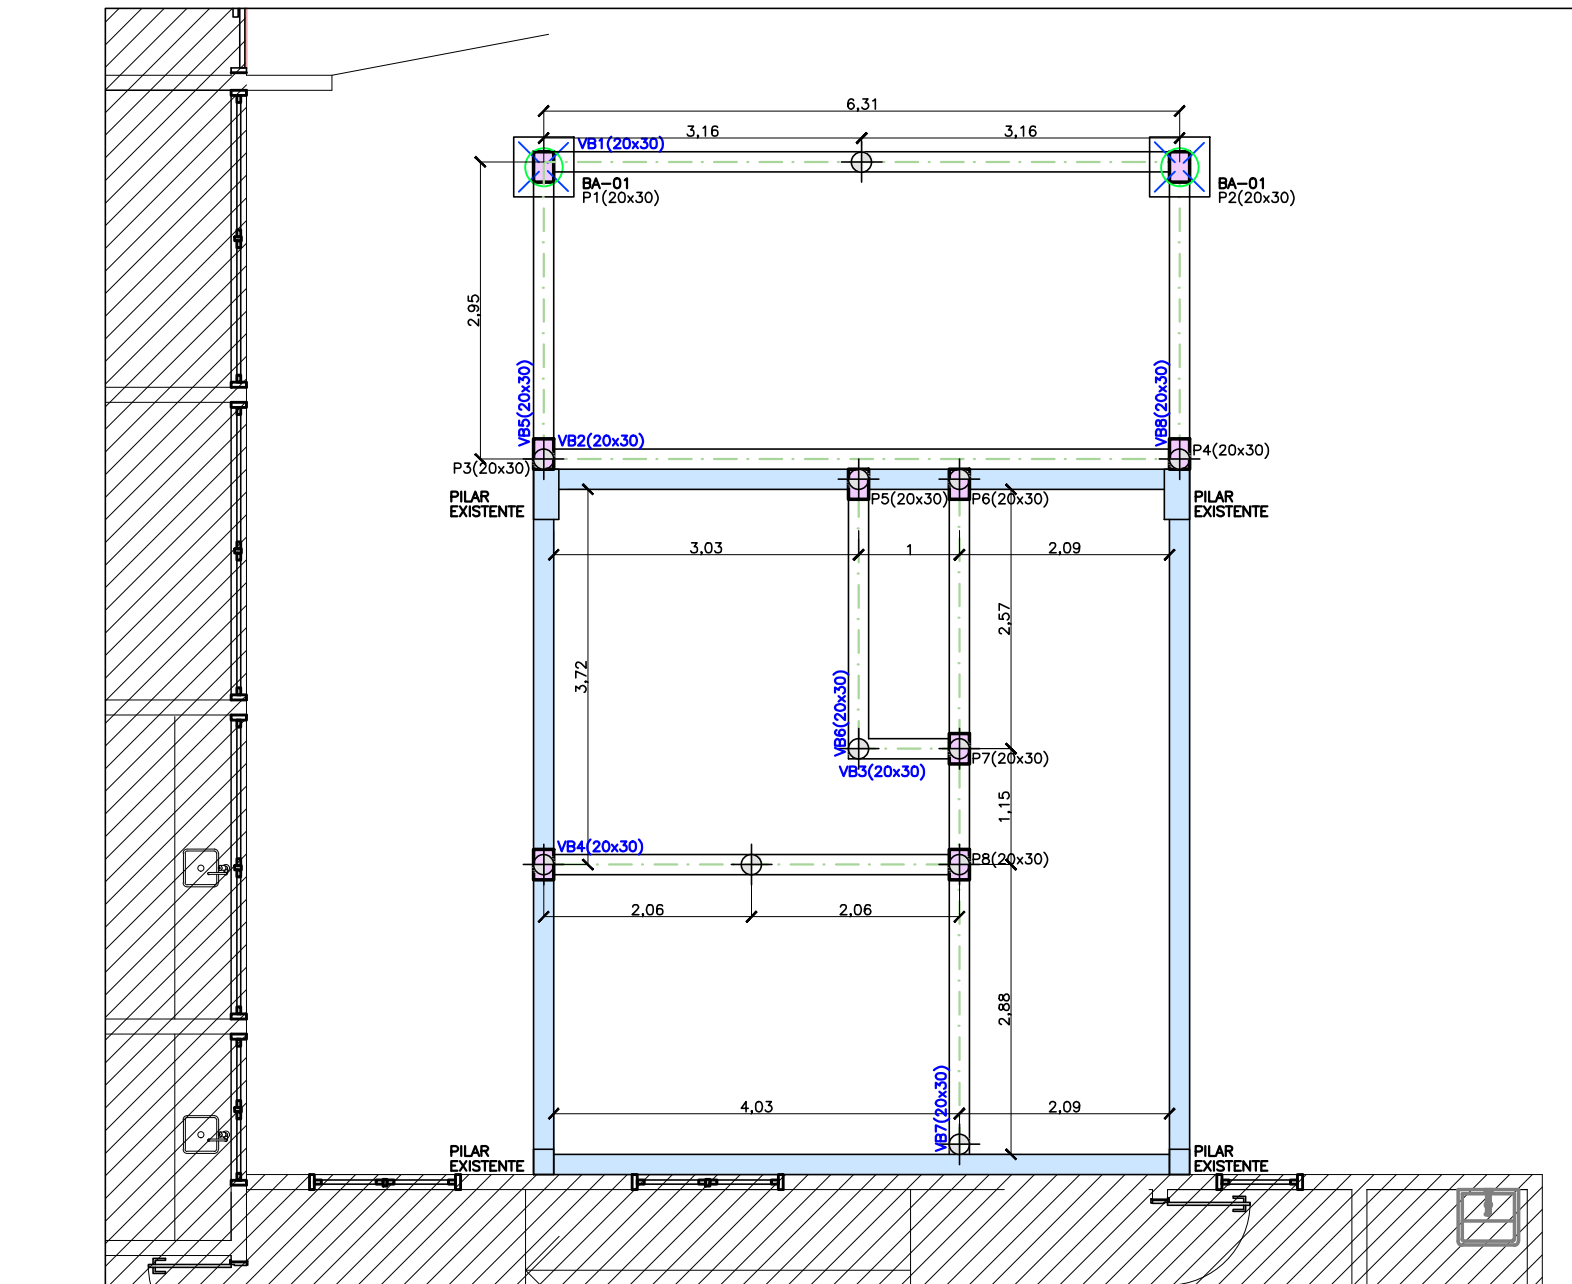 6,31
3,16
3,16
VB1(20x30)
BA-01
P1(20x30)
BA-01
P2(20x30)
2,95
VB5(20x30)
VB8(20x30)
VB2(20x30)
P3(20x30)
P4(20x30)
PILAR
EXISTENTE
P5(20x30)
P6(20x30)
PILAR
EXISTENTE
3,03
1
2,09
2,57
3,72
VB6(20x30)
P7(20x30)
VB3(20x30)
1,15
VB4(20x30)
P8(20x30)
2,06
2,06
2,88
VB7(20x30)
4,03
2,09
PILAR
EXISTENTE
PILAR
EXISTENTE